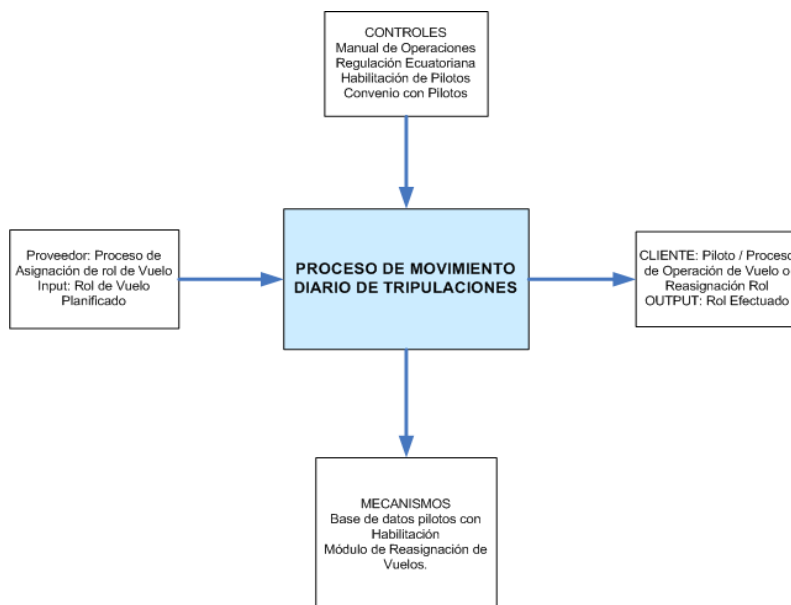 CONTROLES
Manual de Operaciones
Regulación Ecuatoriana
Habilitación de Pilotos
Convenio con Pilotos
Proveedor: Proceso de
Asignación de rol de Vuelo
Input: Rol de Vuelo
Planificado
PROCESO DE MOVIMIENTO
DIARIO DE TRIPULACIONES
CLIENTE: Piloto / Proceso
de Operación de Vuelo o
Reasignación Rol
OUTPUT: Rol Efectuado
MECANISMOS
Base de datos pilotos con
Habilitación
Módulo de Reasignación de
Vuelos.